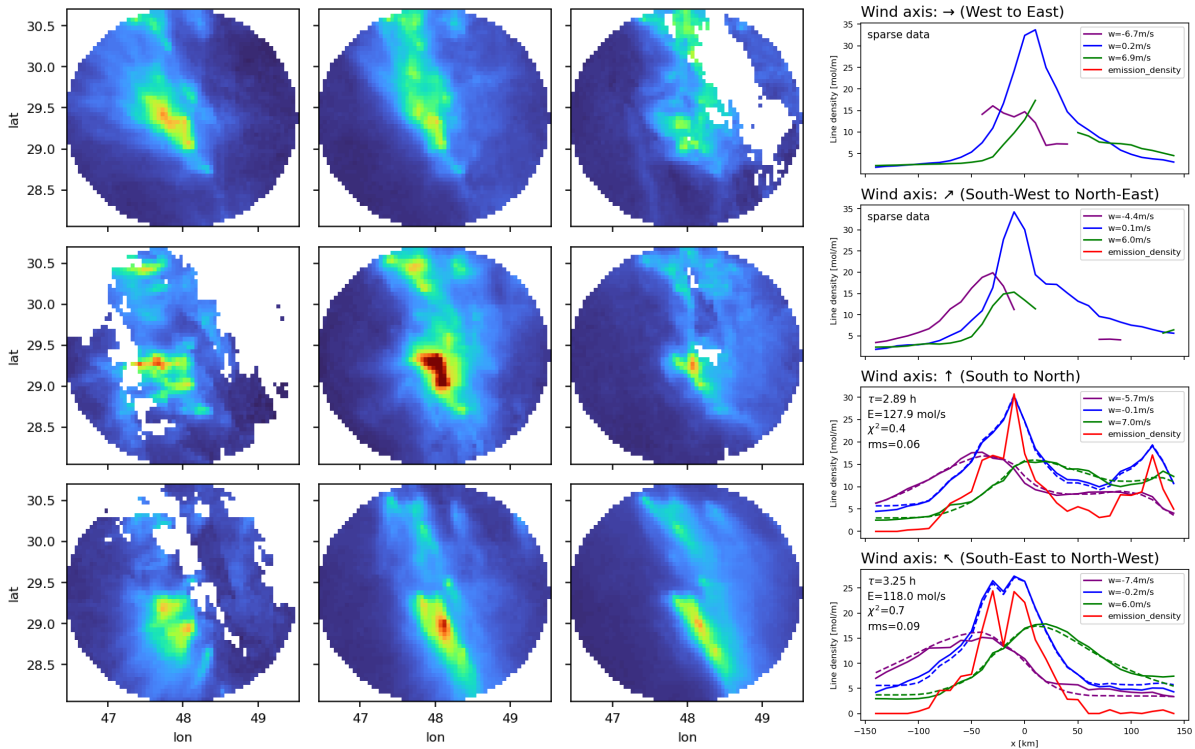 lat
30.5
30.0
29.5
29.0
28.5
lat
30.5
30.0
29.5
29.0
28.5
lat
30.5
30.0
29.5
29.0
28.5
47 48 49
lon
47 48 49
lon
47 48 49
lon
Wind axis: → (West to East)
sparse data
w=-6.7m/s
w=0.2m/s
w=6.9m/s
emission_density
Line density [mol/m]
35
30
25
20
15
10
5
Wind axis: ↗ (South-West to North-East)
sparse data
w=-4.4m/s
w=0.1m/s
w=6.0m/s
emission_density
Line density [mol/m]
35
30
25
20
15
10
5
Wind axis: ↑ (South to North)
τ=2.89 h
E=127.9 mol/s
χ²=0.4
rms=0.06
w=-5.7m/s
w=-0.1m/s
w=7.0m/s
emission_density
Line density [mol/m]
30
25
20
15
10
5
0
Wind axis: ↖ (South-East to North-West)
τ=3.25 h
E=118.0 mol/s
χ²=0.7
rms=0.09
w=-7.4m/s
w=-0.2m/s
w=6.0m/s
emission_density
Line density [mol/m]
25
20
15
10
5
0
−150 −100 −50 0 50 100 150
x [km]